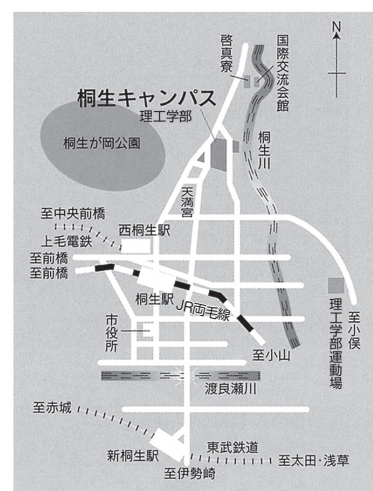 N
啓真寮
国際交流会館
桐生キャンパス
理工学部
桐生が岡公園
桐生川
天満宮
至中央前橋
西桐生駅
上毛電鉄
至前橋
至前橋
桐生駅
JR両毛線
市役所
理工学部運動場
至小俣
至小山
渡良瀬川
至赤城
新桐生駅
東武鉄道
至太田・浅草
至伊勢崎